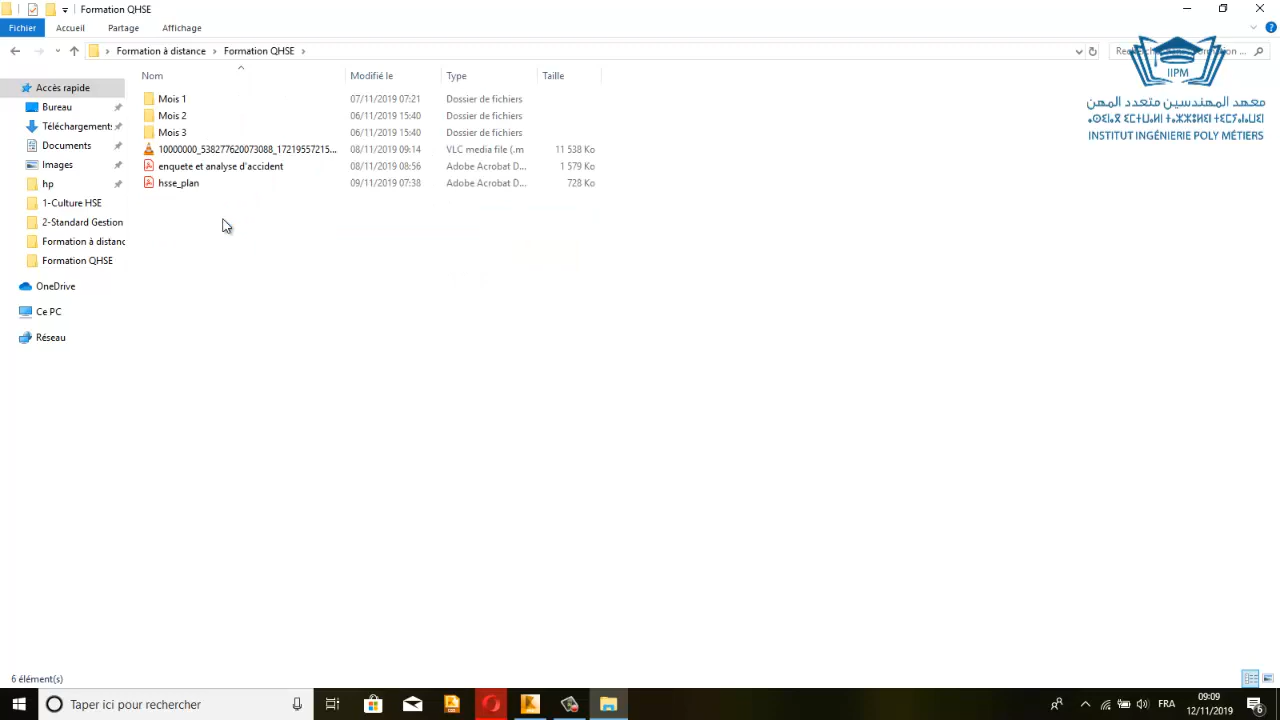 Formation QHSE
Fichier Accueil Partage Affichage
Formation à distance Formation QHSE
Nom Modifié le Type Taille
Accès rapide
Bureau
Téléchargement:
Documents
Images
hp
1-Culture HSE
2-Standard Gestion
Formation à distanc
Formation QHSE
OneDrive
Ce PC
Réseau
Mois 1 07/11/2019 07:21 Dossier de fichiers
Mois 2 06/11/2019 15:40 Dossier de fichiers
Mois 3 06/11/2019 15:40 Dossier de fichiers
10000000_538277620073088_17219557215... 08/11/2019 09:14 VLC media file (.m 11 538 Ko
enquete et analyse d'accident 08/11/2019 08:56 Adobe Acrobat D... 1 579 Ko
hsse_plan 09/11/2019 07:38 Adobe Acrobat D... 728 Ko
IIPM
معهد المهندسين متعدد المهن
INSTITUT INGÉNIERIE POLY MÉTIERS
6 élément(s)
Taper ici pour rechercher
FRA
09:09
12/11/2019
6